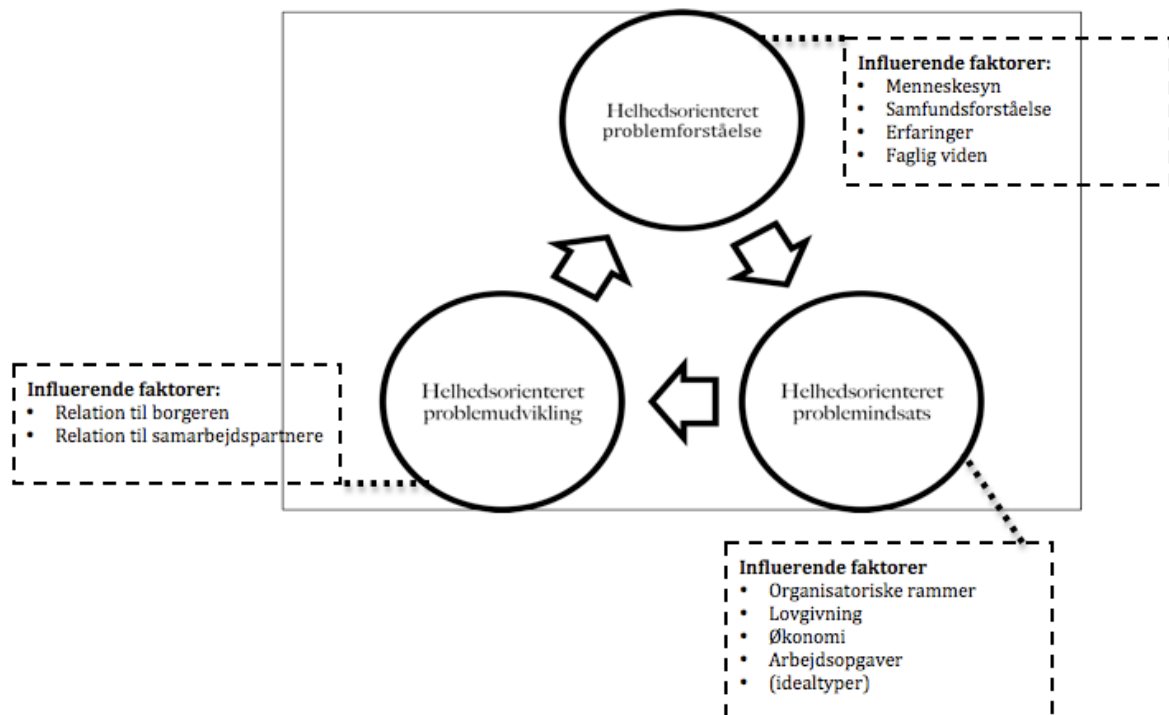 Helhedsorienteret
problemforståelse
Influerende faktorer:
• Menneskesyn
• Samfundsforståelse
• Erfaringer
• Faglig viden
Helhedsorienteret
problemudvikling
Helhedsorienteret
problemindsats
Influerende faktorer:
• Relation til borgeren
• Relation til samarbejdspartnere
Influerende faktorer
• Organisatoriske rammer
• Lovgivning
• Økonomi
• Arbejdsopgaver
• (idealtyper)